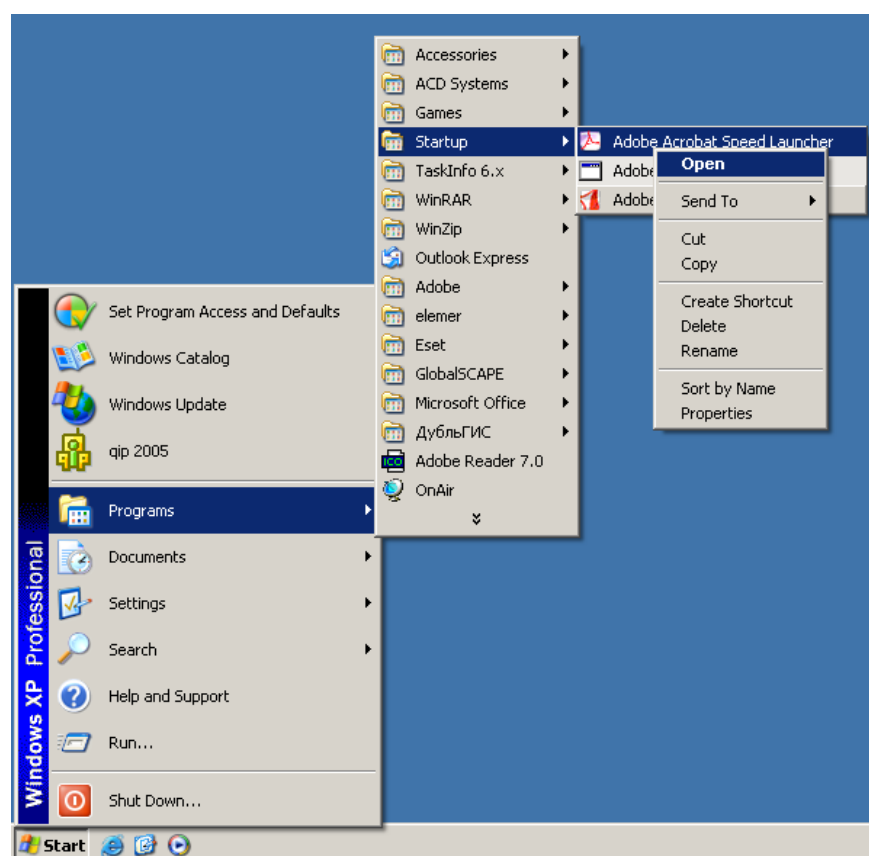 Accessories
ACD Systems
Games
Startup
TaskInfo 6.x
WinRAR
WinZip
Outlook Express
Adobe
elemer
Eset
GlobalSCAPE
Microsoft Office
ДубльГИС
Adobe Reader 7.0
OnAir
Adobe Acrobat Speed Launcher
Adobe
Adobe
Open
Send To
Cut
Copy
Create Shortcut
Delete
Rename
Sort by Name
Properties
Set Program Access and Defaults
Windows Catalog
Windows Update
qip 2005
Programs
Documents
Settings
Search
Help and Support
Run...
Shut Down...
Windows XP Professional
Start